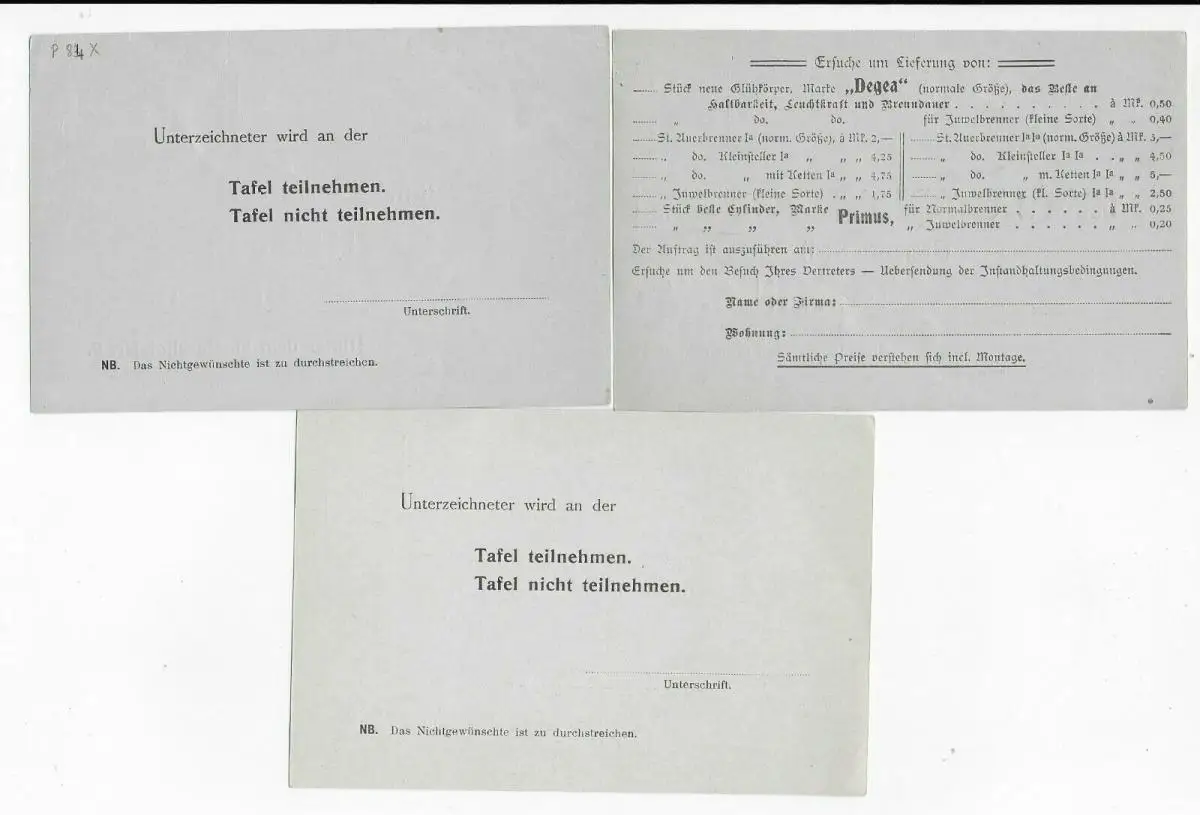 P 814 X
Unterzeichneter wird an der
Tafel teilnehmen.
Tafel nicht teilnehmen.
Unterschrift.
NB. Das Nichtgewünschte ist zu durchstreichen.
Ersuche um Lieferung von:
Stück neue Glühkörper, Marke „Degea“ (normale Größe), das Beste an
Haltbarkeit, Leuchtkraft und Brenndauer . . . . . . . . . . à Mk. 0,50
„ do. do. für Juwelbrenner (kleine Sorte) „ „ 0,40
St. Auerbrenner Ia (norm. Größe), à Mk. 2,— St. Auerbrenner Ia Ia (norm. Größe) à Mk. 3,—
„ do. Kleinsteller Ia „ „ „ 4,25 „ do. Kleinsteller Ia Ia . . „ „ 4,50
„ do. „ mit Ketten Ia „ „ 4,75 „ do. „ m. Ketten Ia Ia „ „ 5,—
„ Juwelbrenner (kleine Sorte) . „ „ 1,75 „ Juwelbrenner (kl. Sorte) Ia Ia „ „ 2,50
Stück beste Cylinder, Marke Primus, für Normalbrenner . . . . . . à Mk. 0,25
„ „ „ „ „ Juwelbrenner . . . . . . „ „ 0,20
Der Auftrag ist auszuführen am:
Ersuche um den Besuch Ihres Vertreters — Uebersendung der Instandhaltungsbedingungen.
Name oder Firma:
Wohnung:
Sämtliche Preise verstehen sich incl. Montage.
Unterzeichneter wird an der
Tafel teilnehmen.
Tafel nicht teilnehmen.
Unterschrift.
NB. Das Nichtgewünschte ist zu durchstreichen.